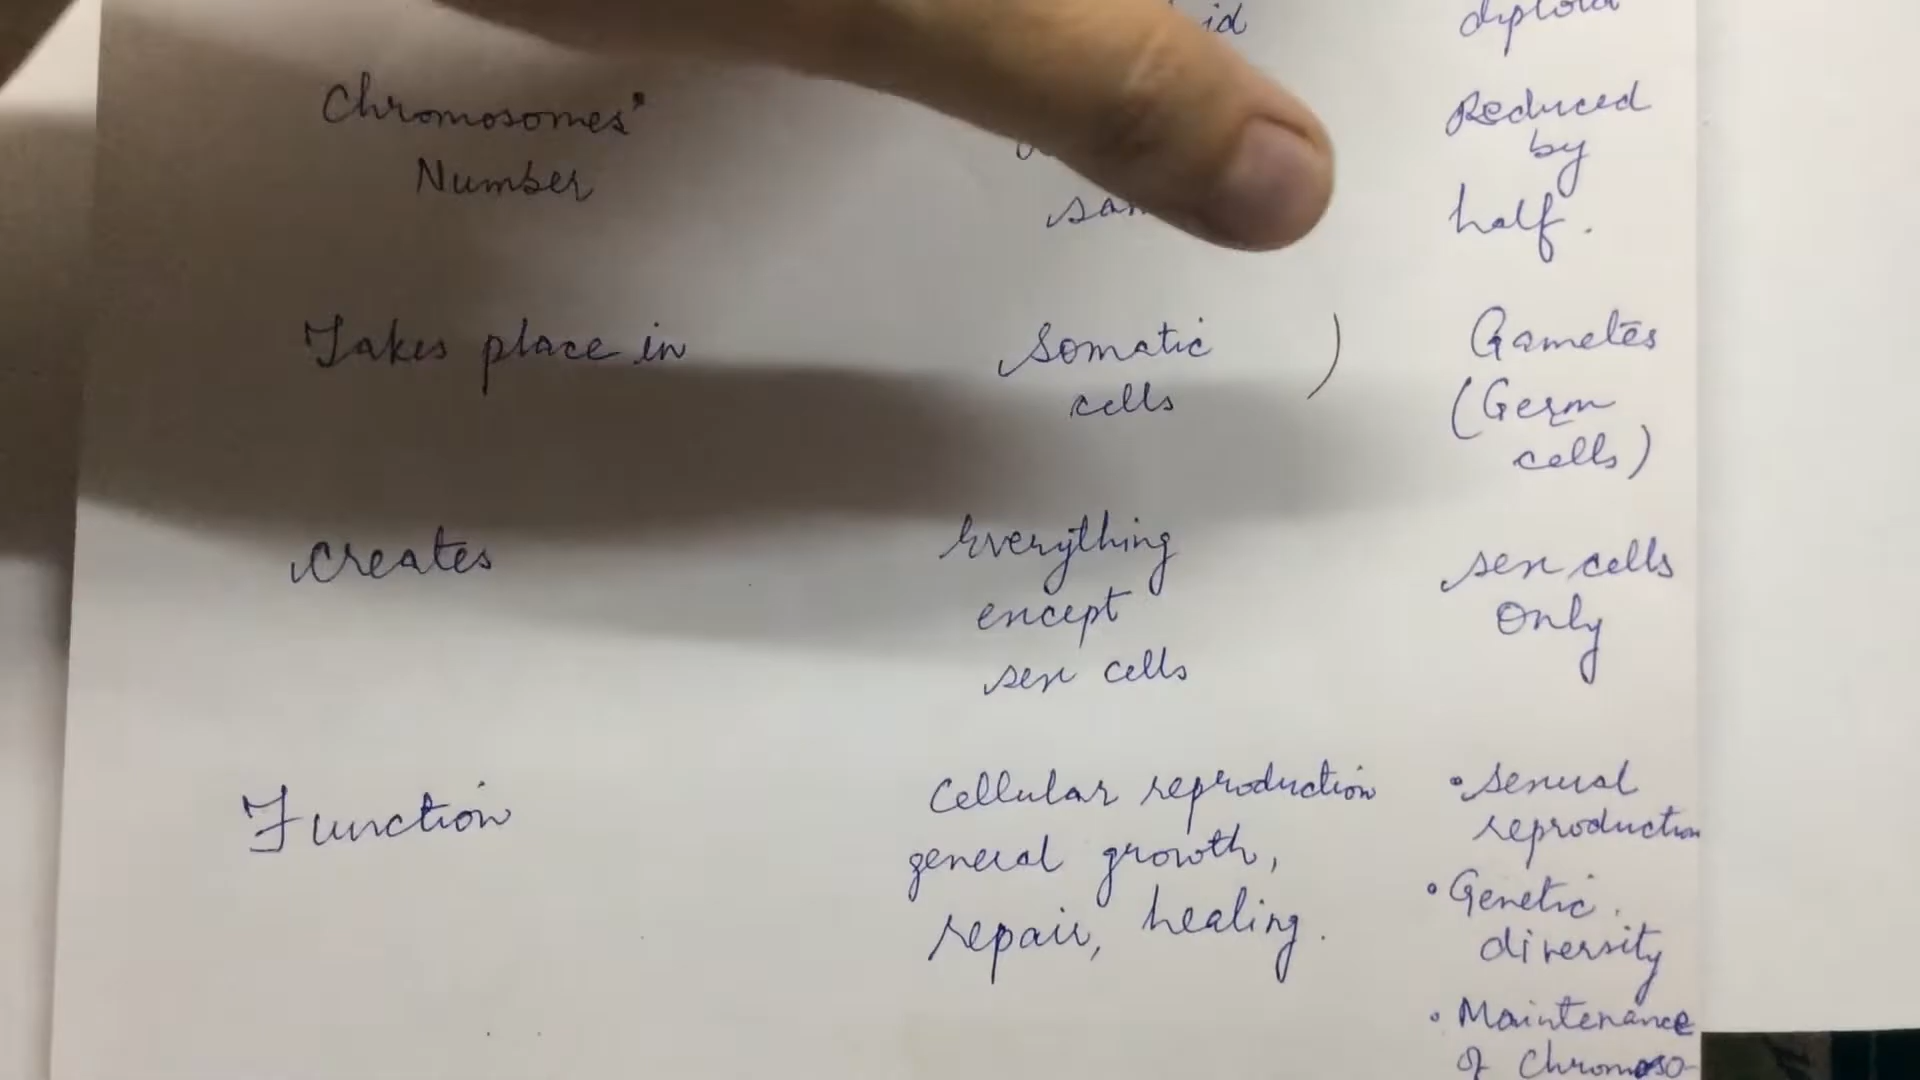 diploid
Chromosomes'
Number
Reduced
by
half.
Takes place in
Somatic
cells
)
Gametes
(Germ
cells)
creates
Everything
except
sex cells
sex cells
only
Function
Cellular reproduction
general growth,
repair, healing.
• sexual
reproduction
• Genetic
diversity
• Maintenance
of Chromoso-